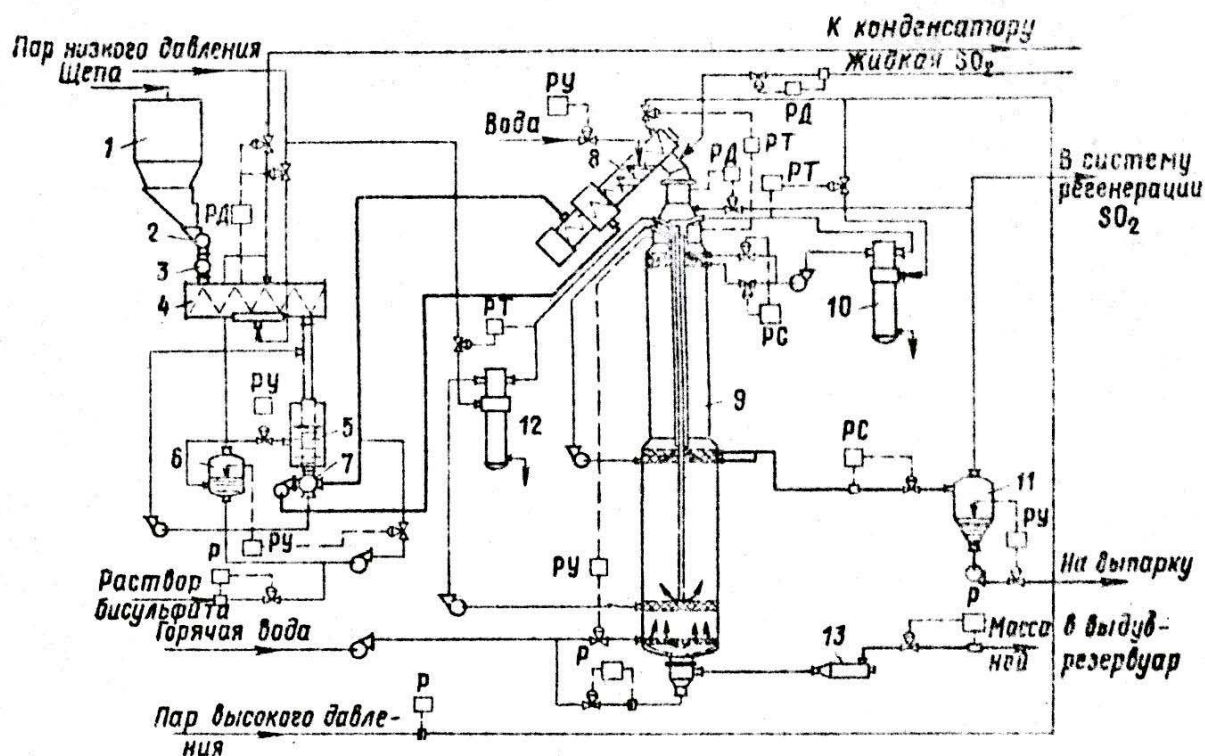 К конденсатору
Пар низкого давления
Жидкая SO₂
Щепа
РУ
РД
Вода
1
8
РТ
РД
РТ
В систему
регенерации
SO₂
РД
2
3
4
РТ
10
РС
РУ
9
12
5
РС
6
7
11
РУ
РУ
Р
РУ
На выпарку
Р
Раствор
бисульфита
Горячая вода
13
Масса в выдув-
ной резервуар
Р
Р
Пар высокого давле-
ния